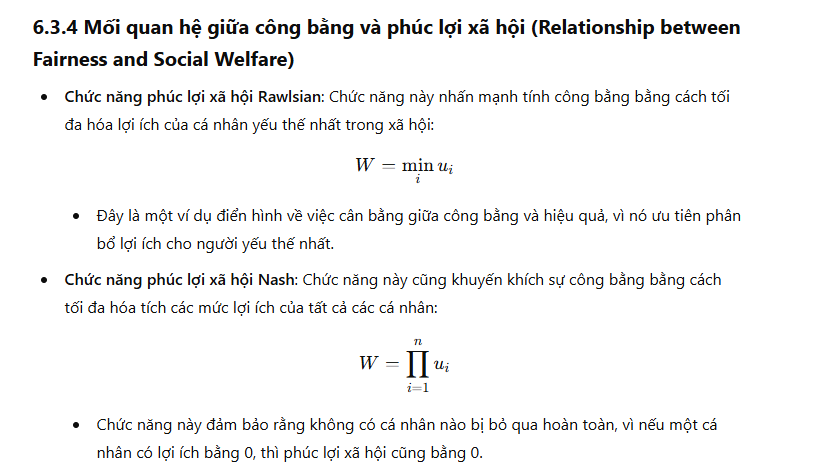 6.3.4 Mối quan hệ giữa công bằng và phúc lợi xã hội (Relationship between
Fairness and Social Welfare)
• Chức năng phúc lợi xã hội Rawlsian: Chức năng này nhấn mạnh tính công bằng bằng cách tối
đa hóa lợi ích của cá nhân yếu thế nhất trong xã hội:
W = min u_i
i
• Đây là một ví dụ điển hình về việc cân bằng giữa công bằng và hiệu quả, vì nó ưu tiên phân
bổ lợi ích cho người yếu thế nhất.
• Chức năng phúc lợi xã hội Nash: Chức năng này cũng khuyến khích sự công bằng bằng cách
tối đa hóa tích các mức lợi ích của tất cả các cá nhân:
n
W = ∏ u_i
i=1
• Chức năng này đảm bảo rằng không có cá nhân nào bị bỏ qua hoàn toàn, vì nếu một cá
nhân có lợi ích bằng 0, thì phúc lợi xã hội cũng bằng 0.